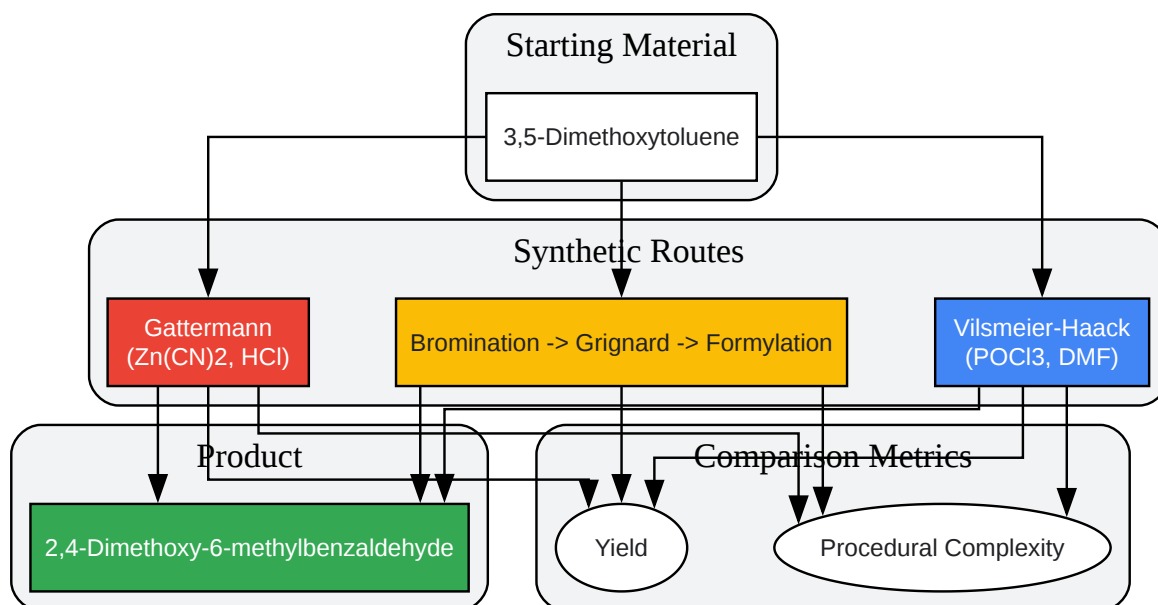 Starting Material
3,5-Dimethoxytoluene
Synthetic Routes
Gattermann
(Zn(CN)2, HCl)
Bromination -> Grignard -> Formylation
Vilsmeier-Haack
(POCl3, DMF)
Product
2,4-Dimethoxy-6-methylbenzaldehyde
Comparison Metrics
Yield
Procedural Complexity